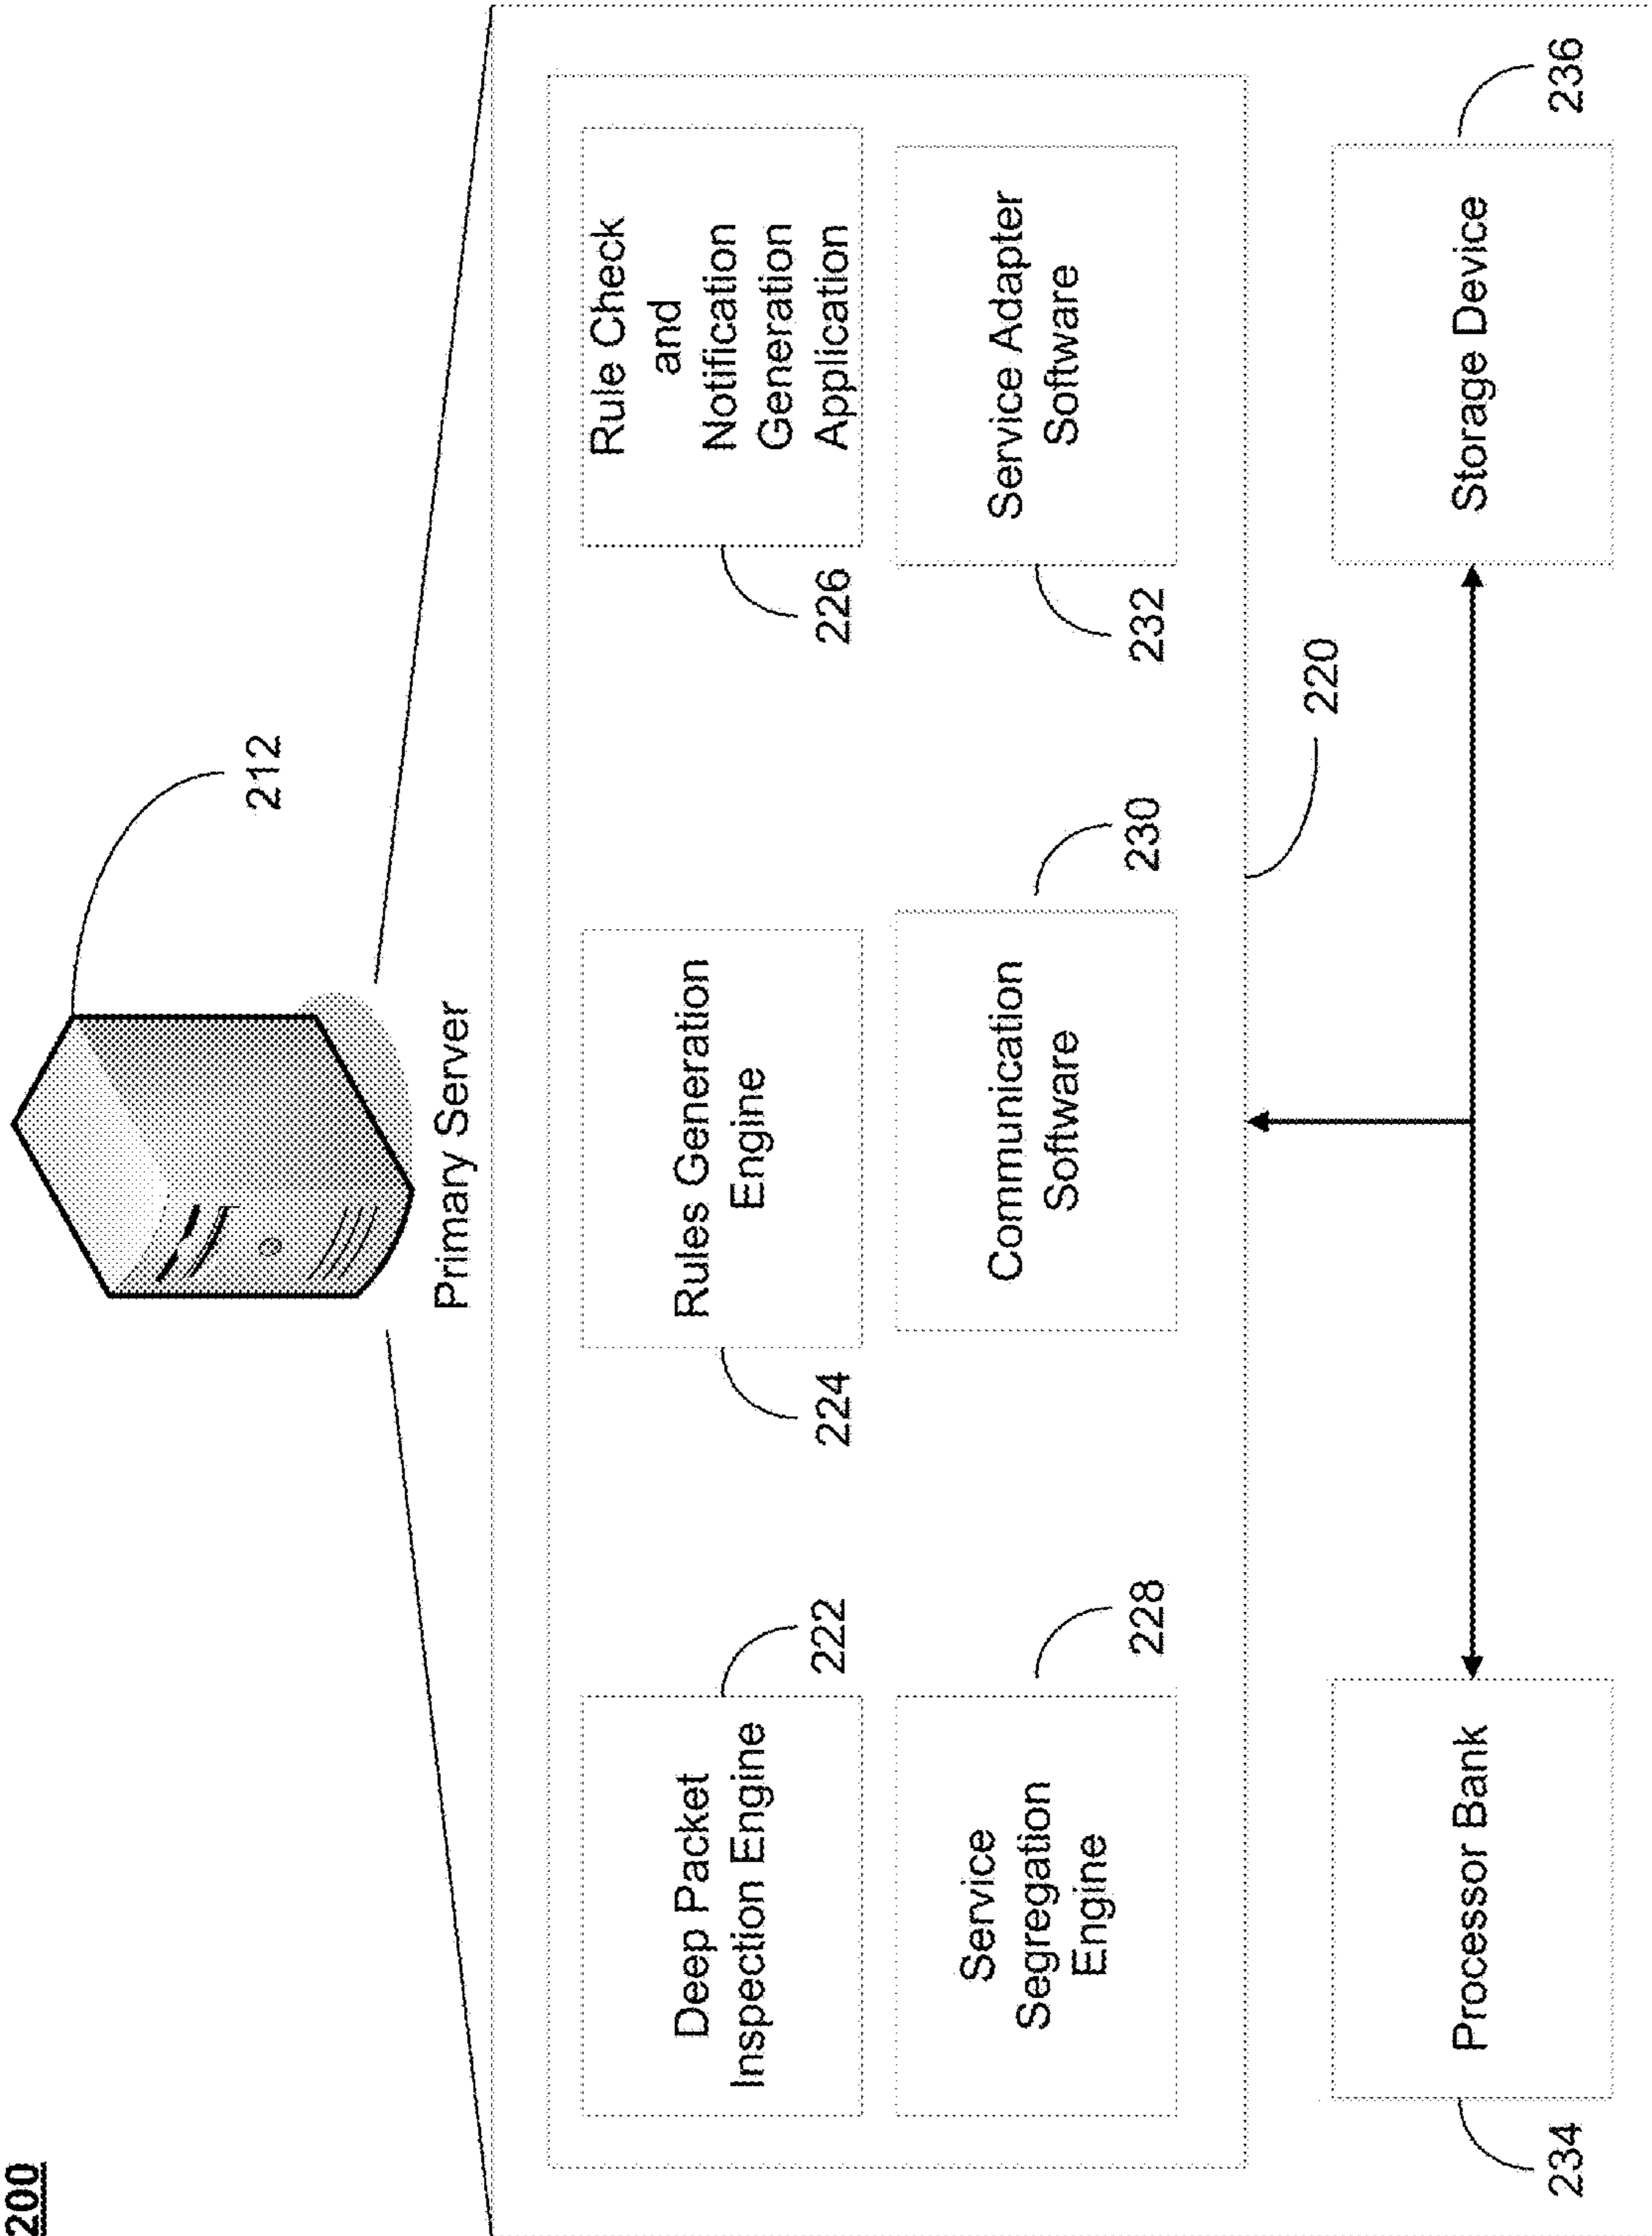 200
212
Primary Server
Deep Packet
Inspection Engine
222
Rules Generation
Engine
224
Rule Check
and
Notification
Generation
Application
226
Service
Segregation
Engine
228
Communication
Software
230
Service Adapter
Software
232
220
Processor Bank
234
Storage Device
236